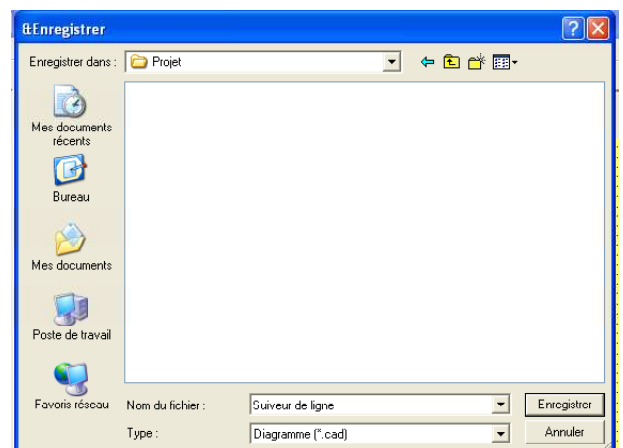 &Enregistrer
Enregistrer dans :
Projet
Mes documents
récents
Bureau
Mes documents
Poste de travail
Favoris réseau
Nom du fichier :
Suiveur de ligne
Enregistrer
Type :
Diagramme (*.cad)
Annuler